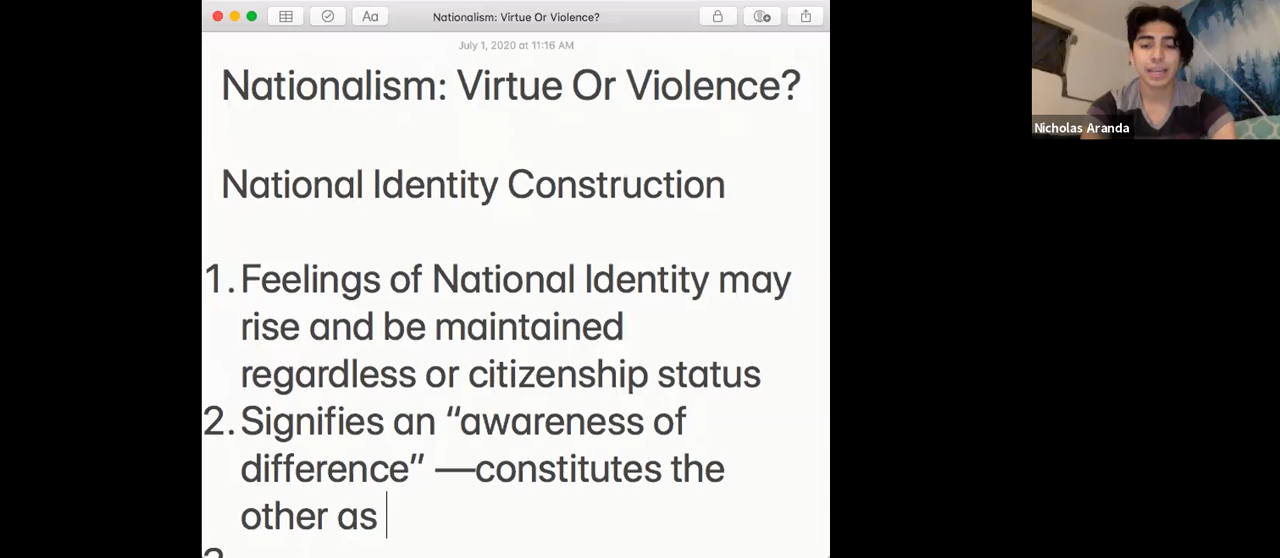 Aa
Nationalism: Virtue Or Violence?
July 1, 2020 at 11:16 AM
Nationalism: Virtue Or Violence?
Nicholas Aranda
National Identity Construction
1. Feelings of National Identity may
rise and be maintained
regardless or citizenship status
2. Signifies an “awareness of
difference” —constitutes the
other as